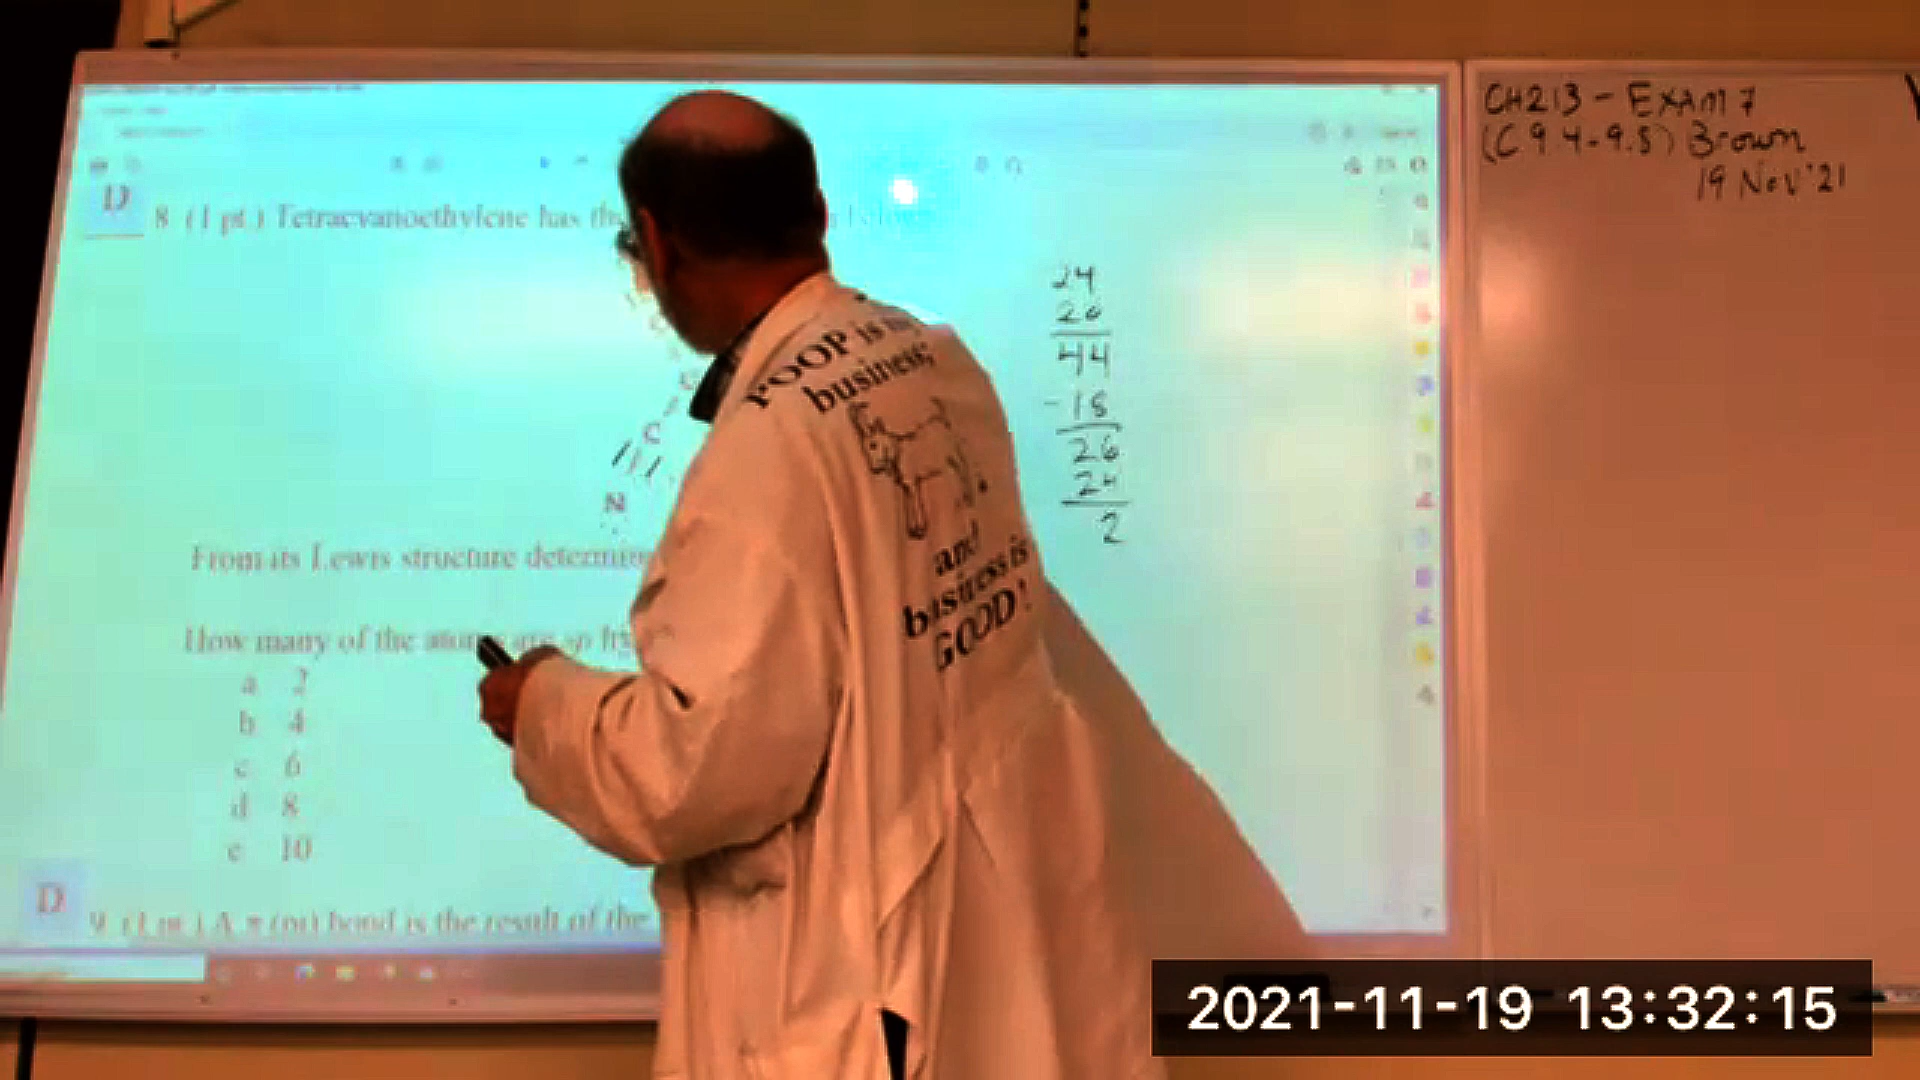 D
8. (1 pt.) Tetracyanoethylene has the
C
N
From its Lewis structure determine
How many of the atoms are sp hy
a 2
b 4
c 6
d 8
e 10
D
9. (1 pt.) A π (pi) bond is the result of the
24
20
44
-18
26
24
2
POOP is my
business;
and
business is
GOOD!
CH213 - EXAM 7
(C 9.4-9.8) Brown
19 Nov '21
2021-11-19 13:32:15